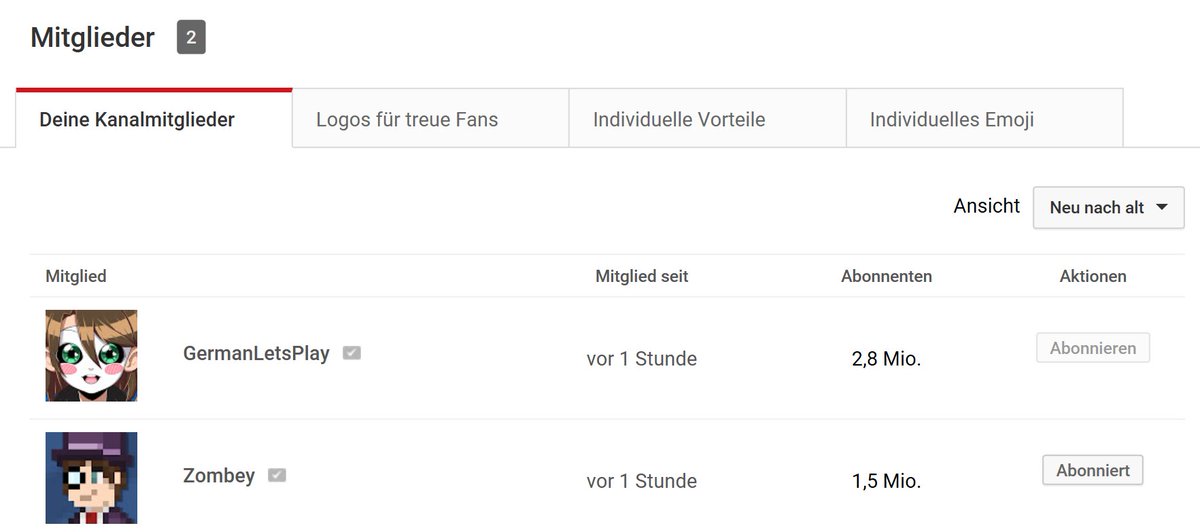 Mitglieder 2
Deine Kanalmitglieder Logos für treue Fans Individuelle Vorteile Individuelles Emoji
Ansicht Neu nach alt
Mitglied Mitglied seit Abonnenten Aktionen
GermanLetsPlay vor 1 Stunde 2,8 Mio. Abonnieren
Zombey vor 1 Stunde 1,5 Mio. Abonniert